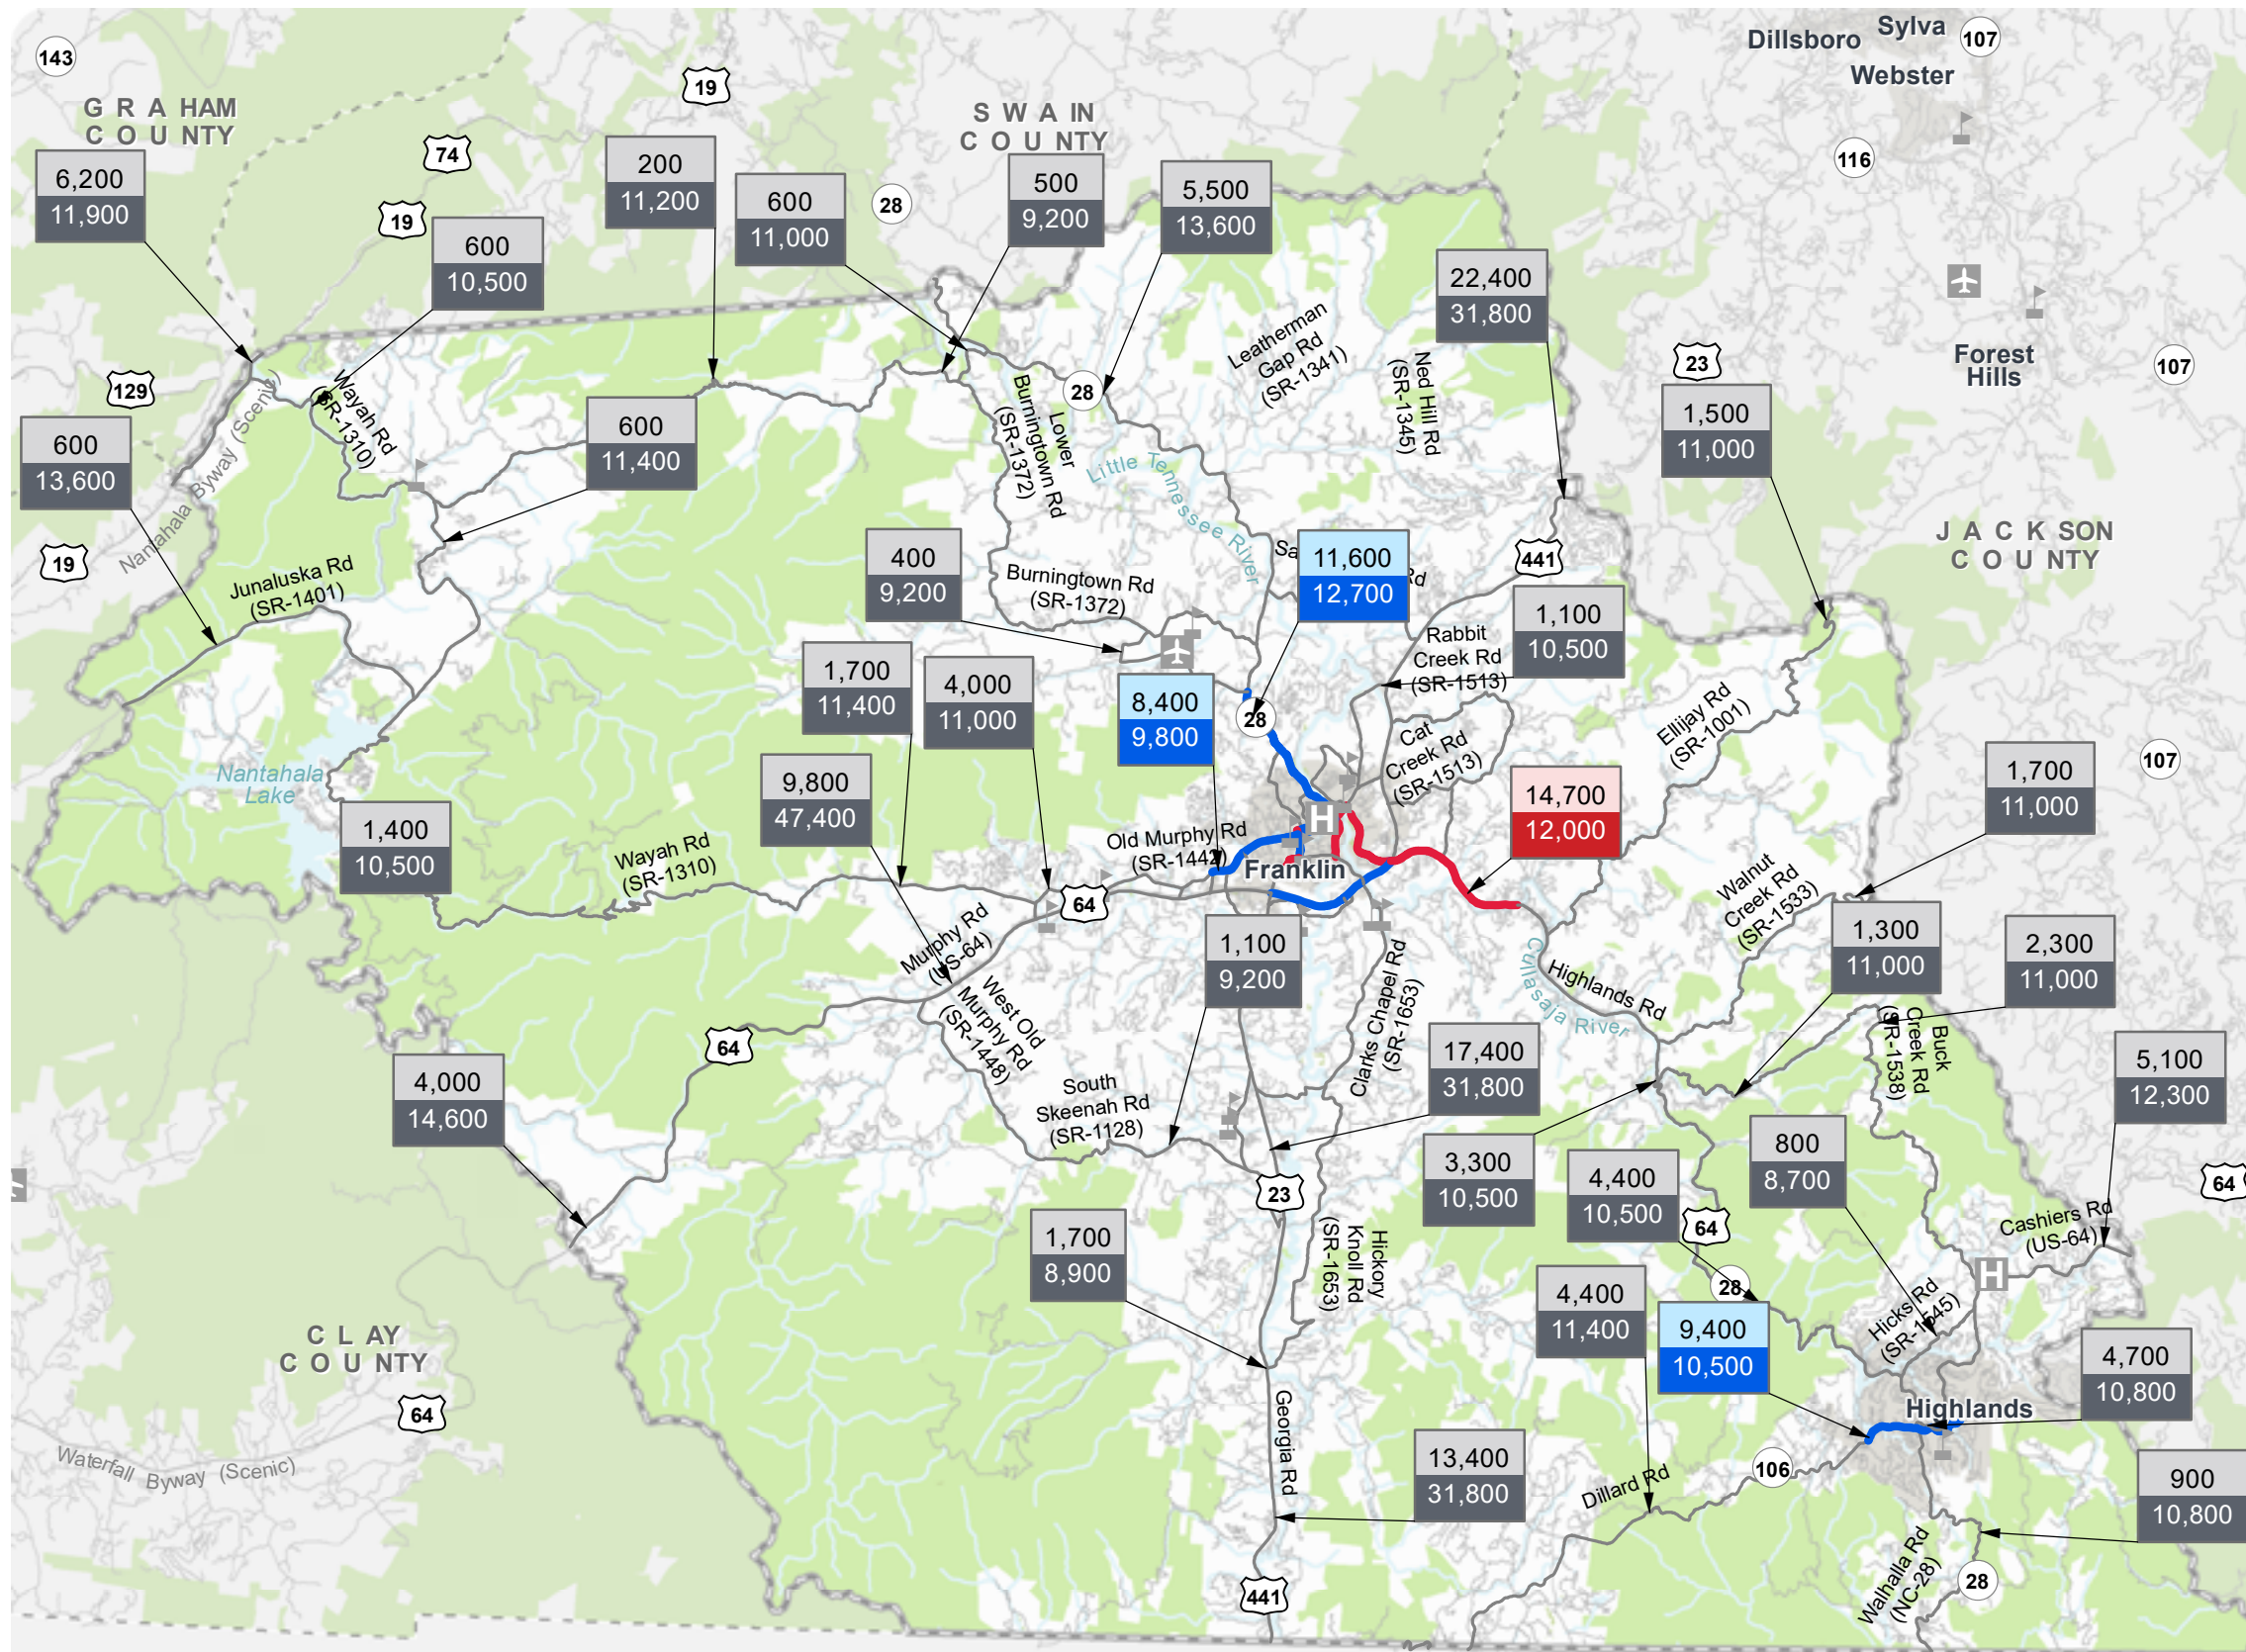 143
G R A HAM
C O U NTY
19
74
19
S W A IN
C O U NTY
28
Dillsboro
Sylva
107
Webster
116
6,200
11,900
200
11,200
600
11,000
500
9,200
5,500
13,600
600
10,500
22,400
31,800
129
600
13,600
600
11,400
Wayah Rd
(SR-1310)
Nantahala Byway (Scenic)
19
Junaluska Rd
(SR-1401)
Lower
Burningtown Rd
(SR-1372)
28
Little Tennessee River
Leatherman
Gap Rd
(SR-1341)
Ned Hill Rd
(SR-1345)
23
1,500
11,000
Forest
Hills
107
J A C K SON
C O U NTY
441
400
9,200
Burningtown Rd
(SR-1372)
11,600
12,700
1,100
10,500
Rabbit
Creek Rd
(SR-1513)
1,700
11,400
4,000
11,000
8,400
9,800
28
Cat
Creek Rd
(SR-1513)
Ellijay Rd
(SR-1001)
Nantahala
Lake
9,800
47,400
14,700
12,000
1,700
11,000
107
1,400
10,500
Wayah Rd
(SR-1310)
Old Murphy Rd
(SR-1442)
H
Franklin
64
Murphy Rd
(US-64)
Walnut
Creek Rd
(SR-1533)
1,100
9,200
1,300
11,000
2,300
11,000
Cullasaja River
Highlands Rd
West Old
Murphy Rd
(SR-1448)
Clarks Chapel Rd
(SR-1653)
Buck
Creek Rd
(SR-1538)
64
4,000
14,600
South
Skeenah Rd
(SR-1128)
17,400
31,800
5,100
12,300
3,300
10,500
4,400
10,500
800
8,700
64
23
64
1,700
8,900
Hickory
Knoll Rd
(SR-1653)
Cashiers Rd
(US-64)
H
28
4,400
11,400
9,400
10,500
Hicks Rd
(SR-1545)
4,700
10,800
C L AY
C O U NTY
64
Highlands
Waterfall Byway (Scenic)
Georgia Rd
13,400
31,800
Dillard Rd
106
900
10,800
Walhalla Rd
(NC-28)
28
441